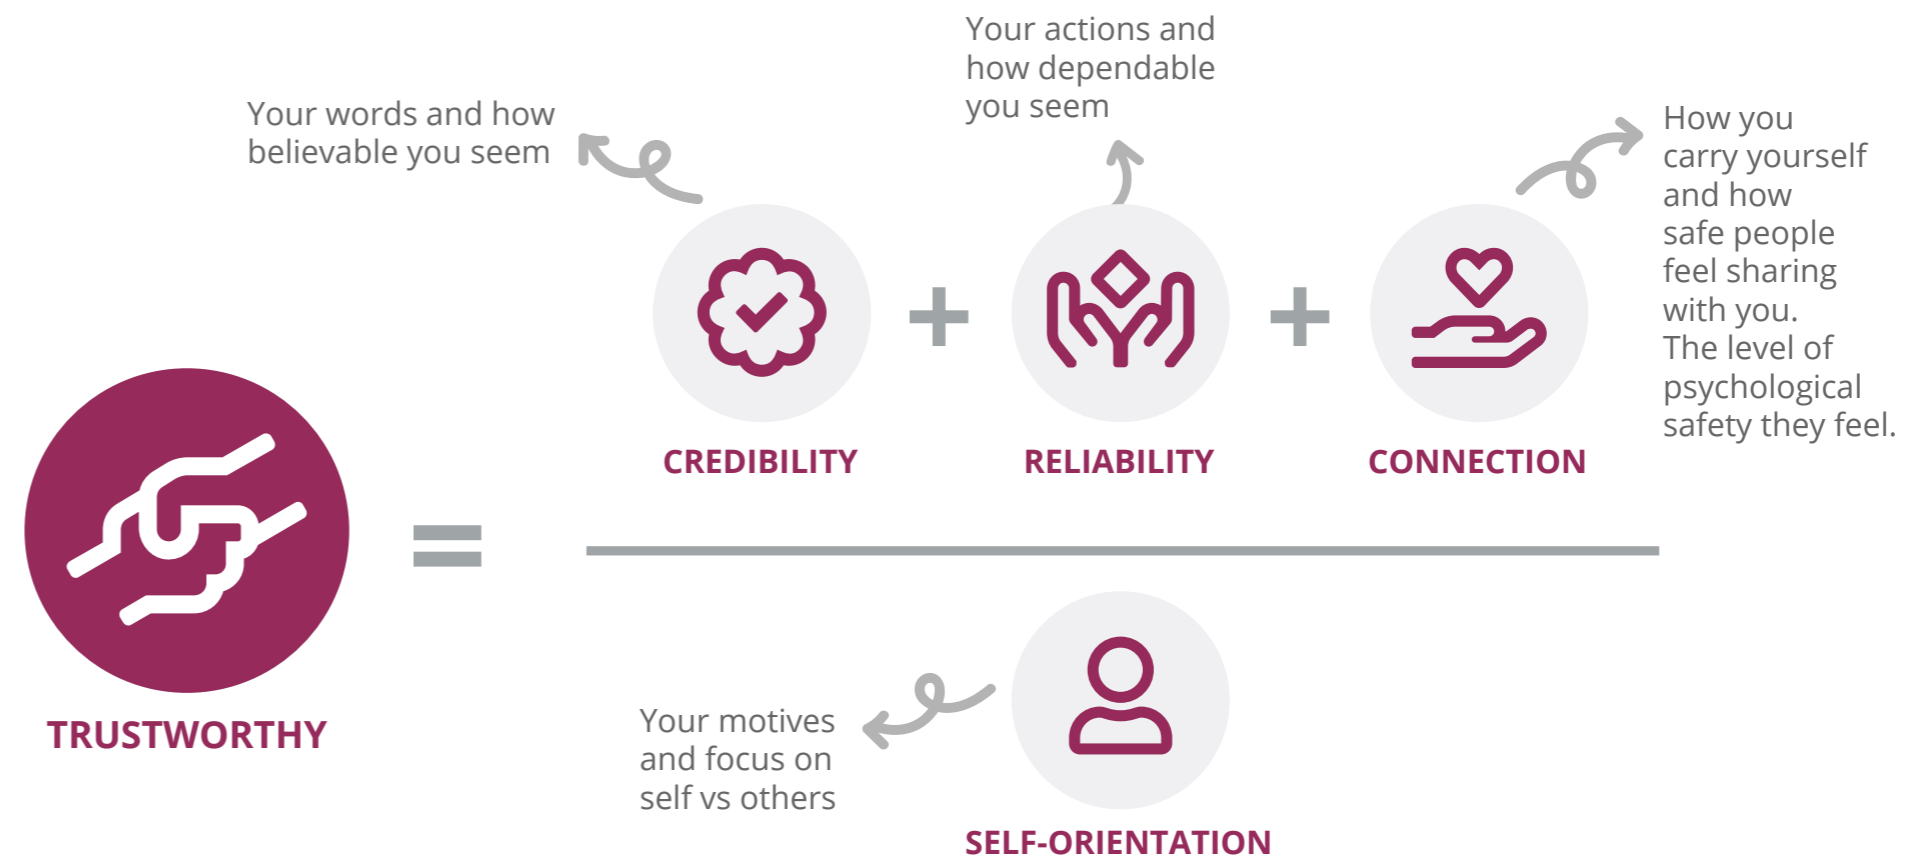 Your words and how
believable you seem
Your actions and
how dependable
you seem
How you
carry yourself
and how
safe people
feel sharing
with you.
The level of
psychological
safety they feel.
CREDIBILITY
+
RELIABILITY
+
CONNECTION
TRUSTWORTHY
=
Your motives
and focus on
self vs others
SELF-ORIENTATION